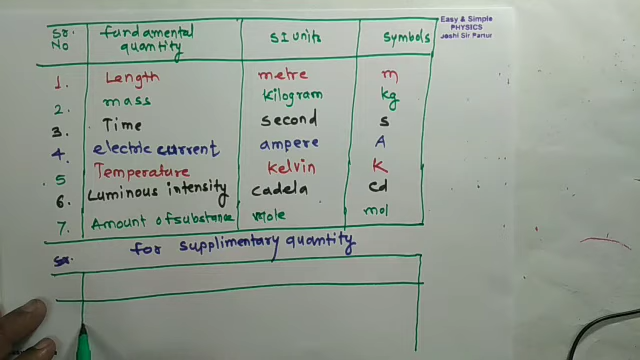 Easy & Simple
PHYSICS
Joshi Sir Partur
Sr. No fundamental quantity SI units symbols
1. Length metre m
2. mass kilogram kg
3. Time second s
4. electric current ampere A
5 Temperature kelvin K
6. Luminous intensity cadela cd
7. Amount of substance mole mol
for supplimentary quantity
Sr.